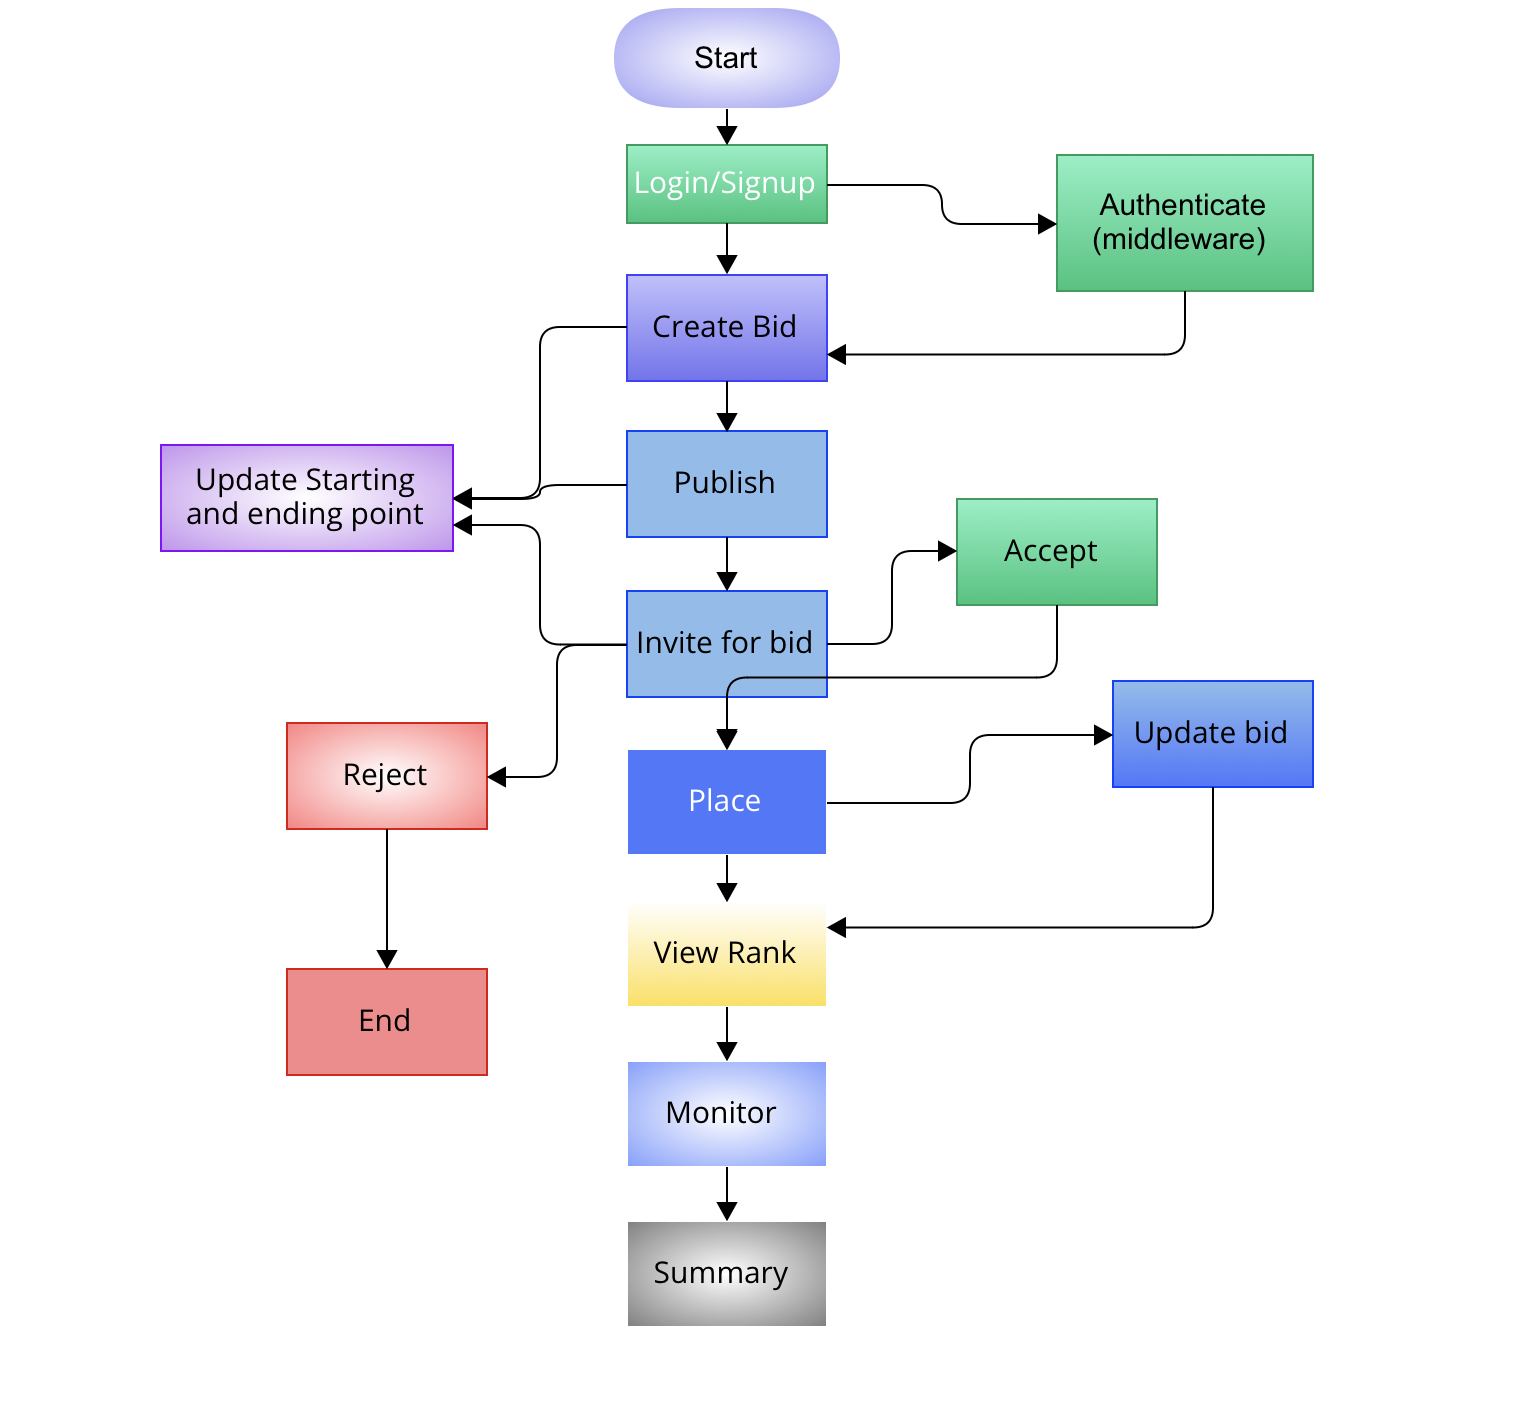 Start
Login/Signup
Authenticate
(middleware)
Create Bid
Update Starting
and ending point
Publish
Accept
Invite for bid
Update bid
Reject
Place
View Rank
End
Monitor
Summary